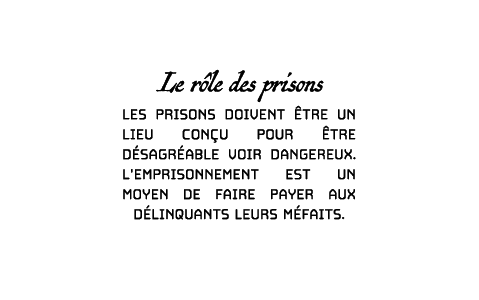 Le rôle des prisons
LES PRISONS DOIVENT ÊTRE UN
LIEU CONÇU POUR ÊTRE
DÉSAGRÉABLE VOIR DANGEREUX.
L'EMPRISONNEMENT EST UN
MOYEN DE FAIRE PAYER AUX
DÉLINQUANTS LEURS MÉFAITS.